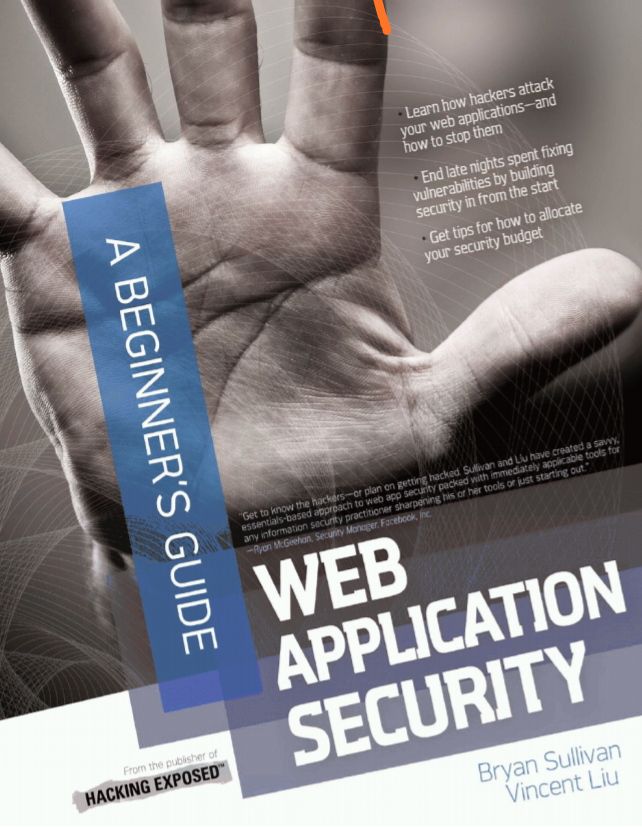 • Learn how hackers attack
your web applications—and
how to stop them
• End late nights spent fixing
vulnerabilities by building
security in from the start
• Get tips for how to allocate
your security budget
A BEGINNER'S GUIDE
"Get to know the hackers—or plan on getting hacked. Sullivan and Liu have created a savvy,
essentials-based approach to web app security packed with immediately applicable tools for
any information security practitioner sharpening his or her tools or just starting out."
—Ryan McGeehan, Security Manager, Facebook, Inc.
WEB
APPLICATION
SECURITY
From the publisher of
HACKING EXPOSED™
Bryan Sullivan
Vincent Liu